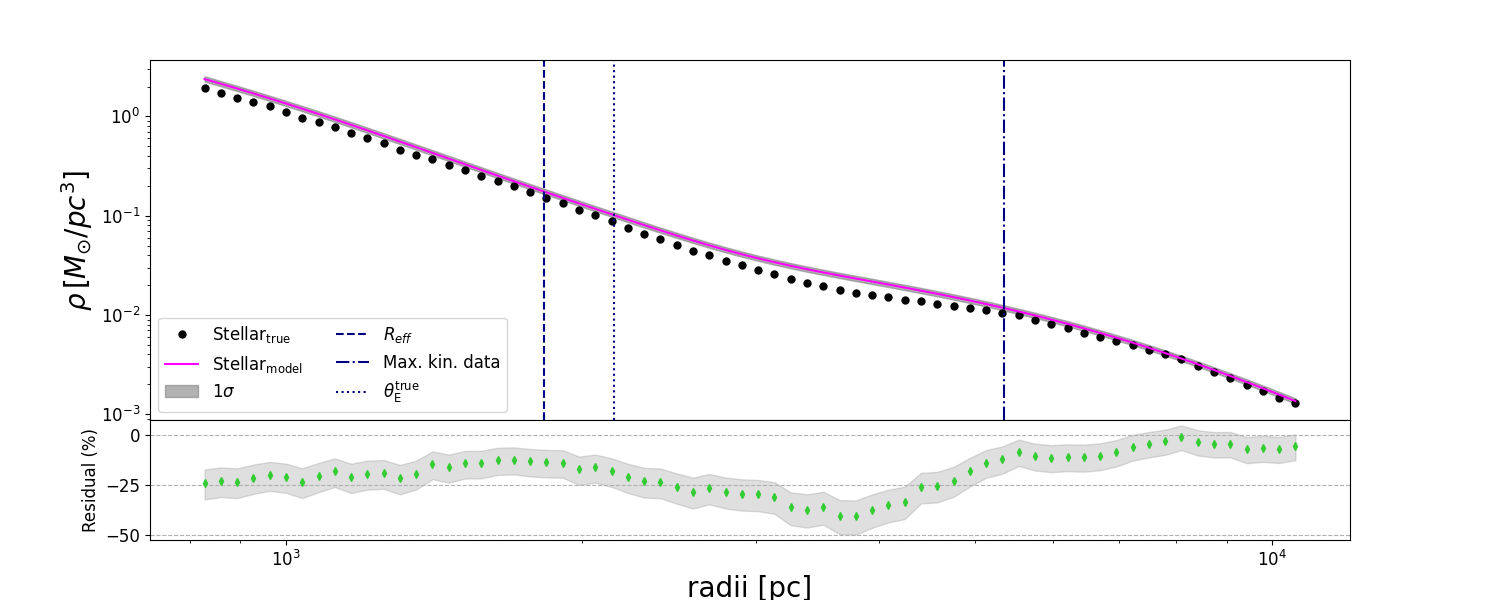 10⁰
10⁻¹
10⁻²
10⁻³
ρ [M⊙/pc³]
Stellar_true
Stellar_model
1σ
R_eff
Max. kin. data
θ_E^true
0
−25
−50
Residual (%)
10³
10⁴
radii [pc]